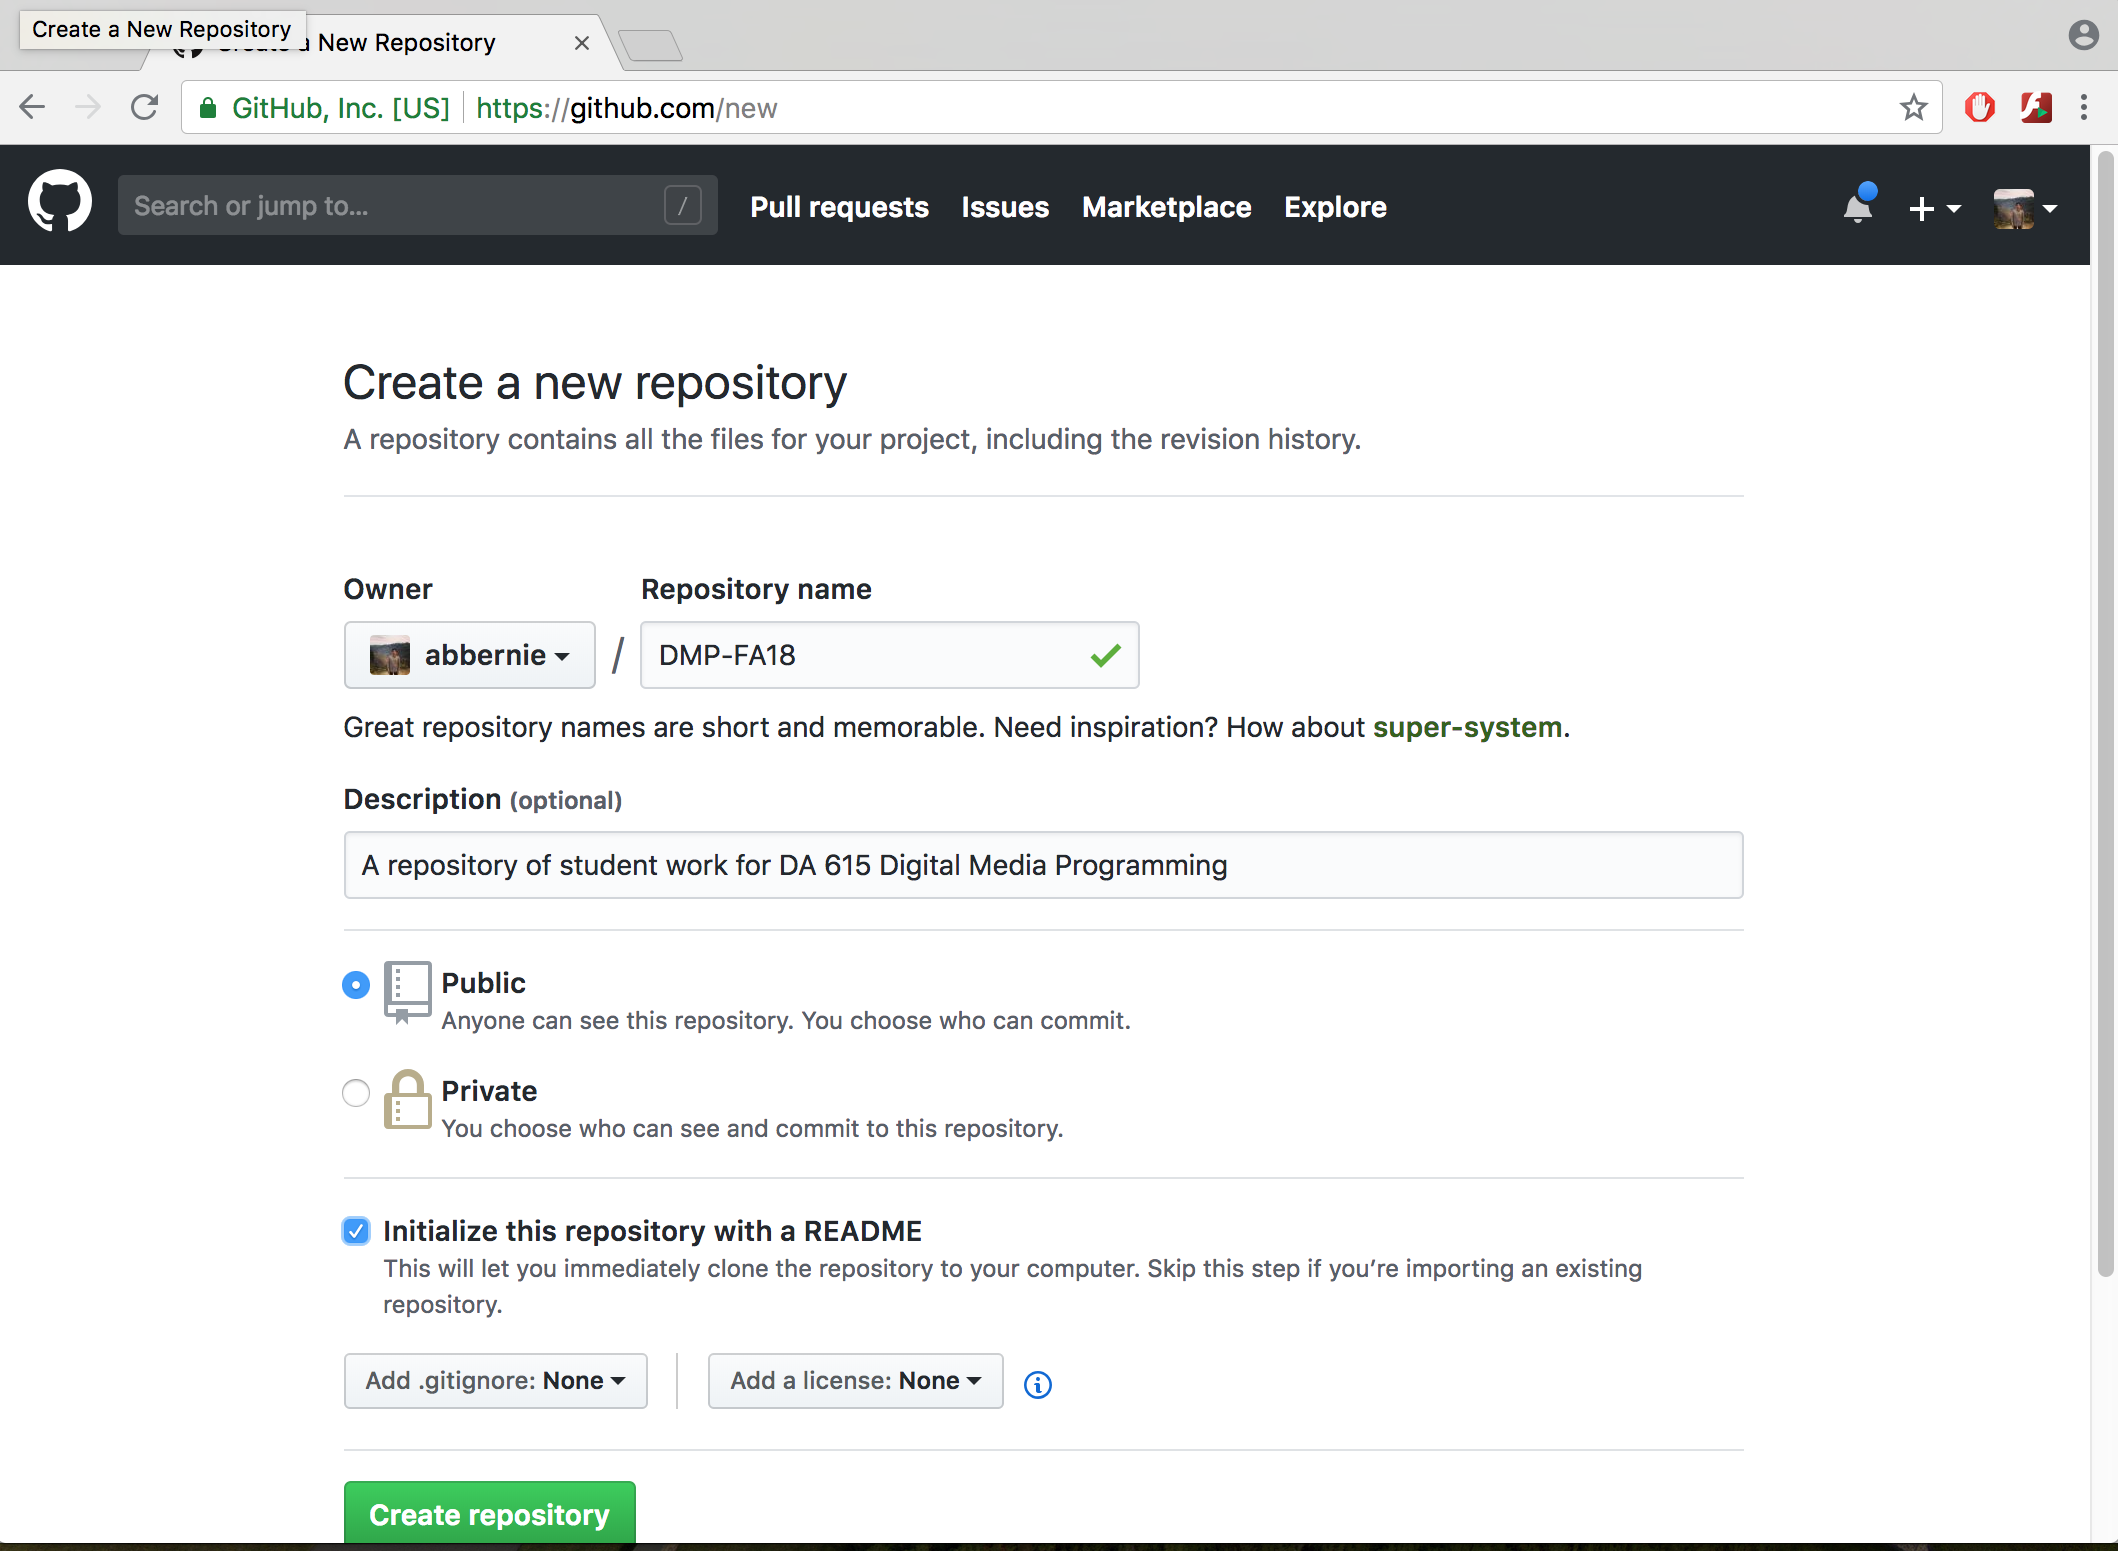 Create a New Repository
Create a New Repository
GitHub, Inc. [US] https://github.com/new
Search or jump to... /
Pull requests Issues Marketplace Explore
Create a new repository
A repository contains all the files for your project, including the revision history.
Owner Repository name
abbernie / DMP-FA18
Great repository names are short and memorable. Need inspiration? How about super-system.
Description (optional)
A repository of student work for DA 615 Digital Media Programming
Public
Anyone can see this repository. You choose who can commit.
Private
You choose who can see and commit to this repository.
Initialize this repository with a README
This will let you immediately clone the repository to your computer. Skip this step if you’re importing an existing
repository.
Add .gitignore: None Add a license: None
Create repository